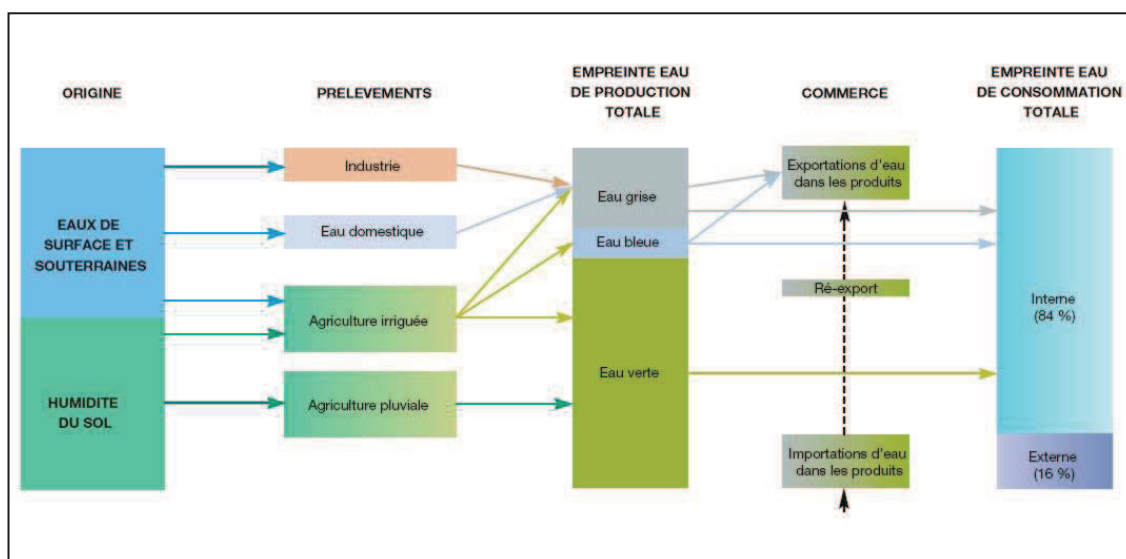 ORIGINE
PRELEVEMENTS
EMPREINTE EAU
DE PRODUCTION
TOTALE
COMMERCE
EMPREINTE EAU
DE CONSOMMATION
TOTALE
EAUX DE
SURFACE ET
SOUTERRAINES
HUMIDITE
DU SOL
Industrie
Eau domestique
Agriculture irriguée
Agriculture pluviale
Eau grise
Eau bleue
Eau verte
Exportations d'eau
dans les produits
Ré-export
Importations d'eau
dans les produits
Interne
(84 %)
Externe
(16 %)